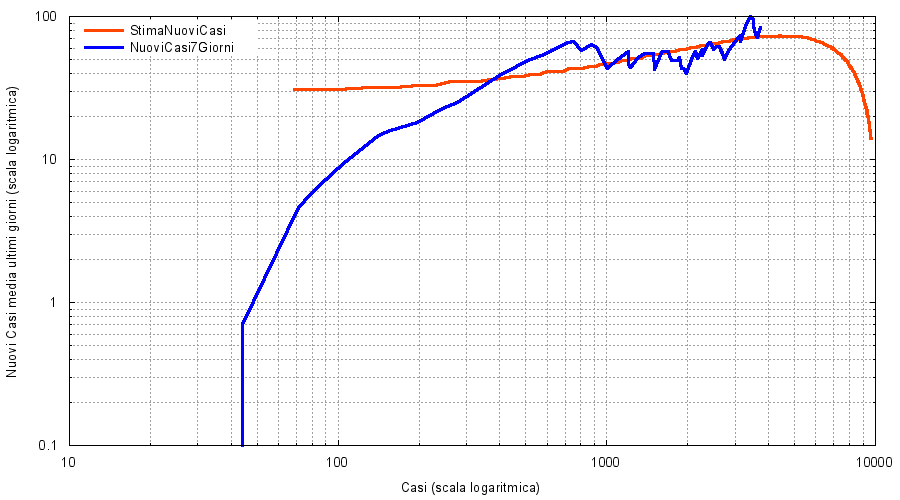 100
StimaNuoviCasi
NuoviCasi7Giorni
10
1
0.1
Nuovi Casi media ultimi giorni (scala logaritmica)
10
100
1000
10000
Casi (scala logaritmica)